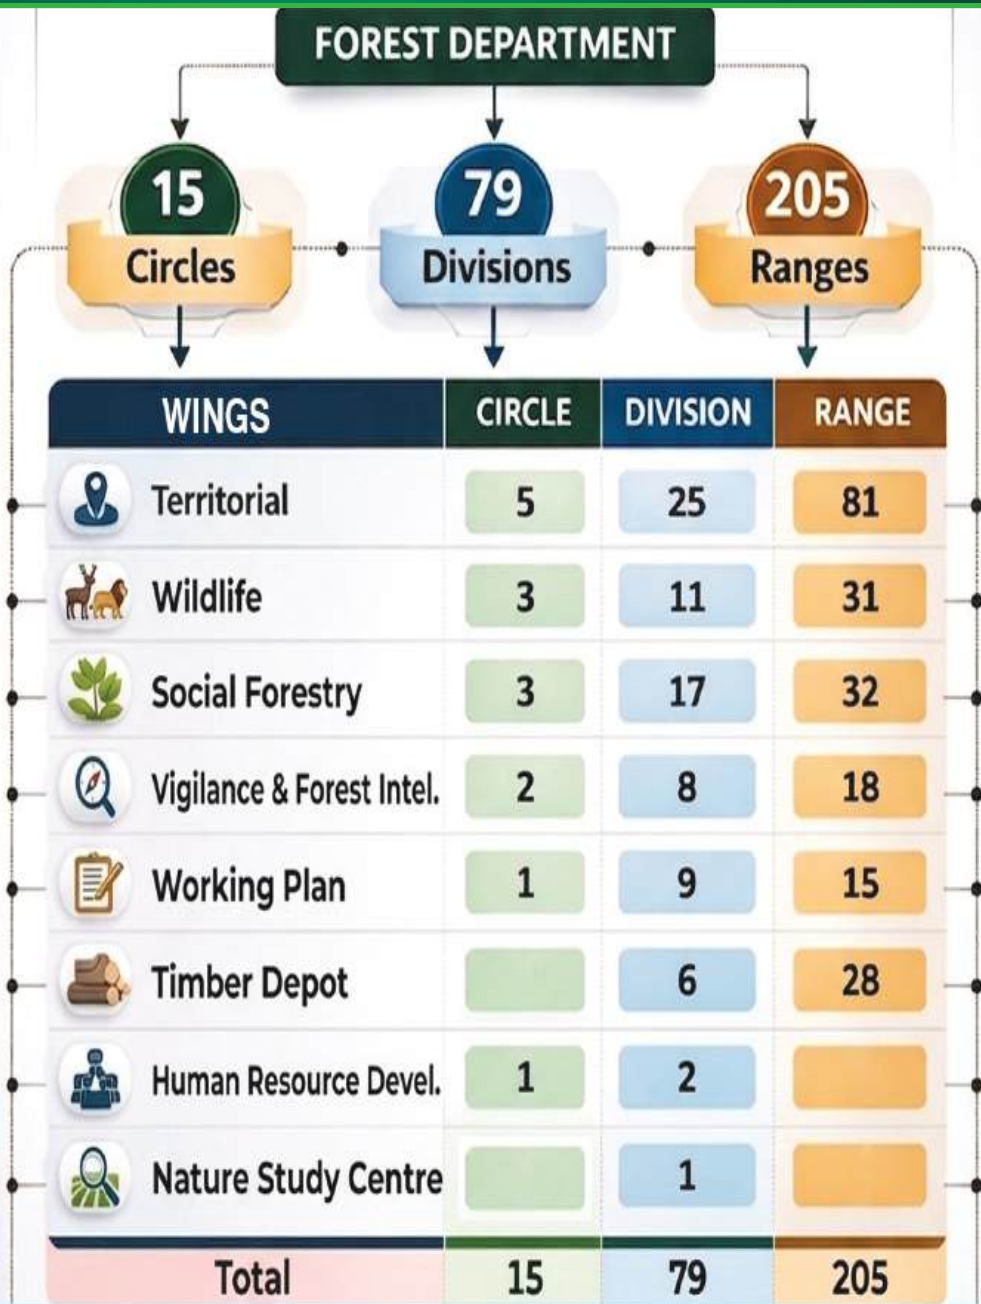 FOREST DEPARTMENT
15 79 205
Circles Divisions Ranges
WINGS CIRCLE DIVISION RANGE
Territorial 5 25 81
Wildlife 3 11 31
Social Forestry 3 17 32
Vigilance & Forest Intel. 2 8 18
Working Plan 1 9 15
Timber Depot 6 28
Human Resource Devel. 1 2
Nature Study Centre 1
Total 15 79 205